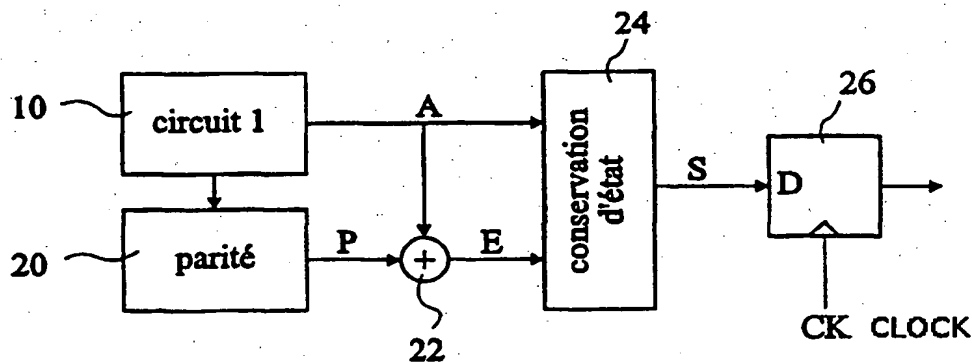 24
10
circuit 1
A
26
conservation
d'état
S
D
20
parité
P
+
E
22
CK CLOCK